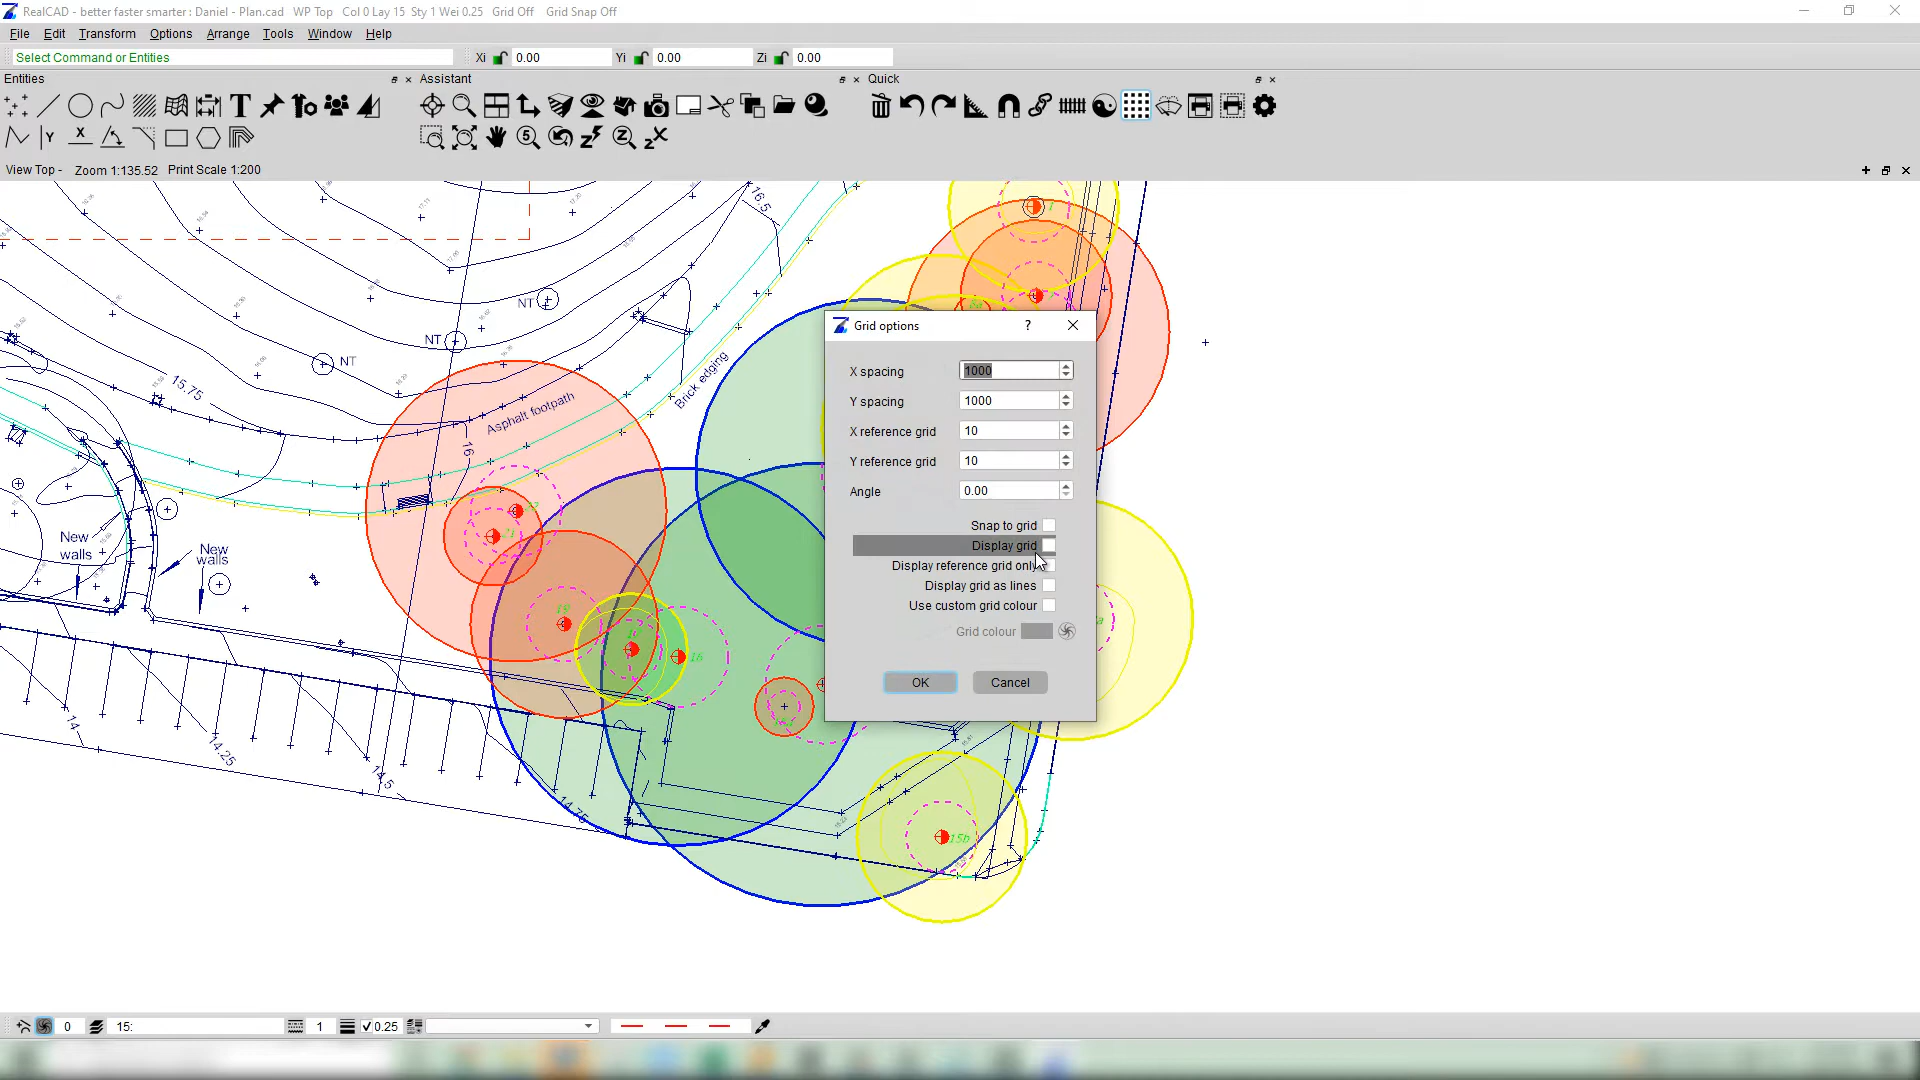 RealCAD - better faster smarter : Daniel - Plan.cad WP Top Col 0 Lay 15 Sty 1 Wei 0.25 Grid Off Grid Snap Off
File Edit Transform Options Arrange Tools Window Help
Select Command or Entities Xi 0.00 Yi 0.00 Zi 0.00
Entities Assistant Quick
View Top - Zoom 1:135.52 Print Scale 1:200
16.5
NT
NT
NT
15.75
Brick edging
Asphalt footpath
16
New walls
New walls
19
16
15b
14
14.25
14.5
14.75
Grid options ?
X spacing 1000
Y spacing 1000
X reference grid 10
Y reference grid 10
Angle 0.00
Snap to grid
Display grid
Display reference grid only
Display grid as lines
Use custom grid colour
Grid colour
OK Cancel
0 15: 1 0.25